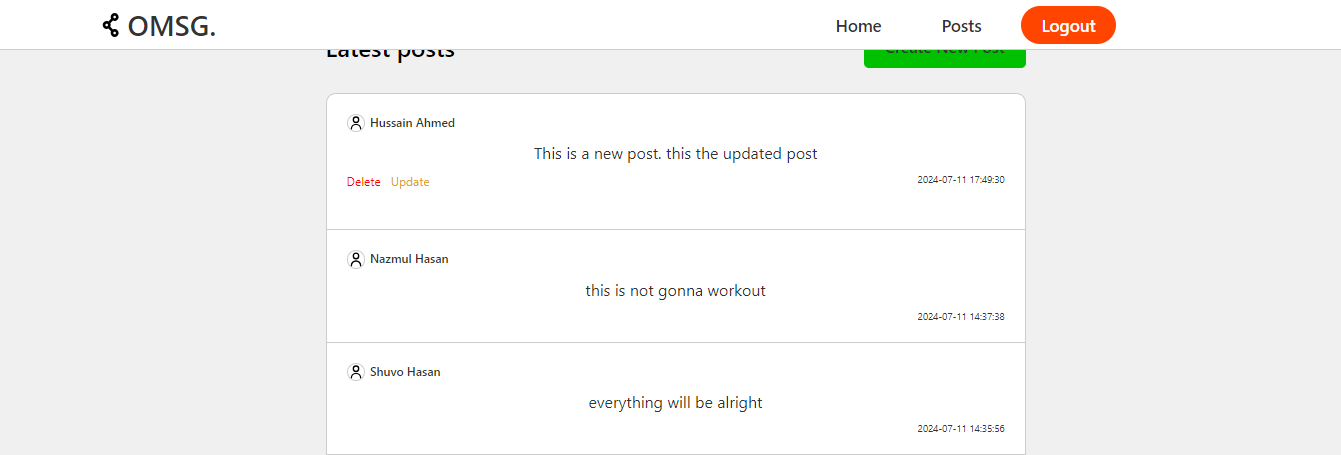 OMSG.
Home Posts Logout
Latest posts Create New Post
Hussain Ahmed
This is a new post. this the updated post
Delete Update 2024-07-11 17:49:30
Nazmul Hasan
this is not gonna workout
2024-07-11 14:37:38
Shuvo Hasan
everything will be alright
2024-07-11 14:35:56